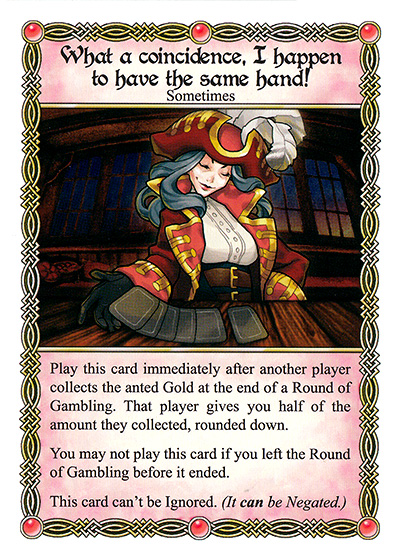 What a coincidence, I happen
to have the same hand!
Sometimes
Play this card immediately after another player
collects the anted Gold at the end of a Round of
Gambling. That player gives you half of the
amount they collected, rounded down.
You may not play this card if you left the Round
of Gambling before it ended.
This card can't be Ignored. (It can be Negated.)